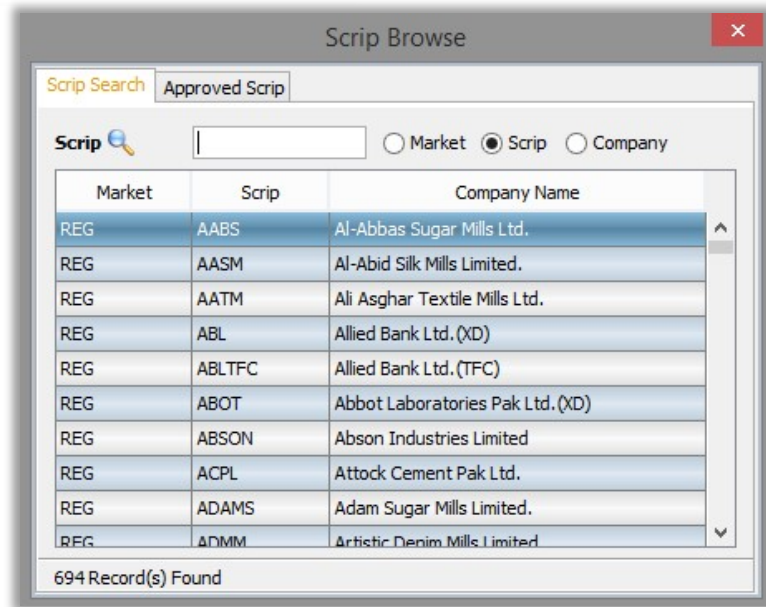 Scrip Browse
Scrip Search Approved Scrip
Scrip Market Scrip Company
Market Scrip Company Name
REG AABS Al-Abbas Sugar Mills Ltd.
REG AASM Al-Abid Silk Mills Limited.
REG AATM Ali Asghar Textile Mills Ltd.
REG ABL Allied Bank Ltd.(XD)
REG ABLTFC Allied Bank Ltd.(TFC)
REG ABOT Abbot Laboratories Pak Ltd.(XD)
REG ABSON Abson Industries Limited
REG ACPL Attock Cement Pak Ltd.
REG ADAMS Adam Sugar Mills Limited.
REG ADMM Artistic Denim Mills Limited
694 Record(s) Found